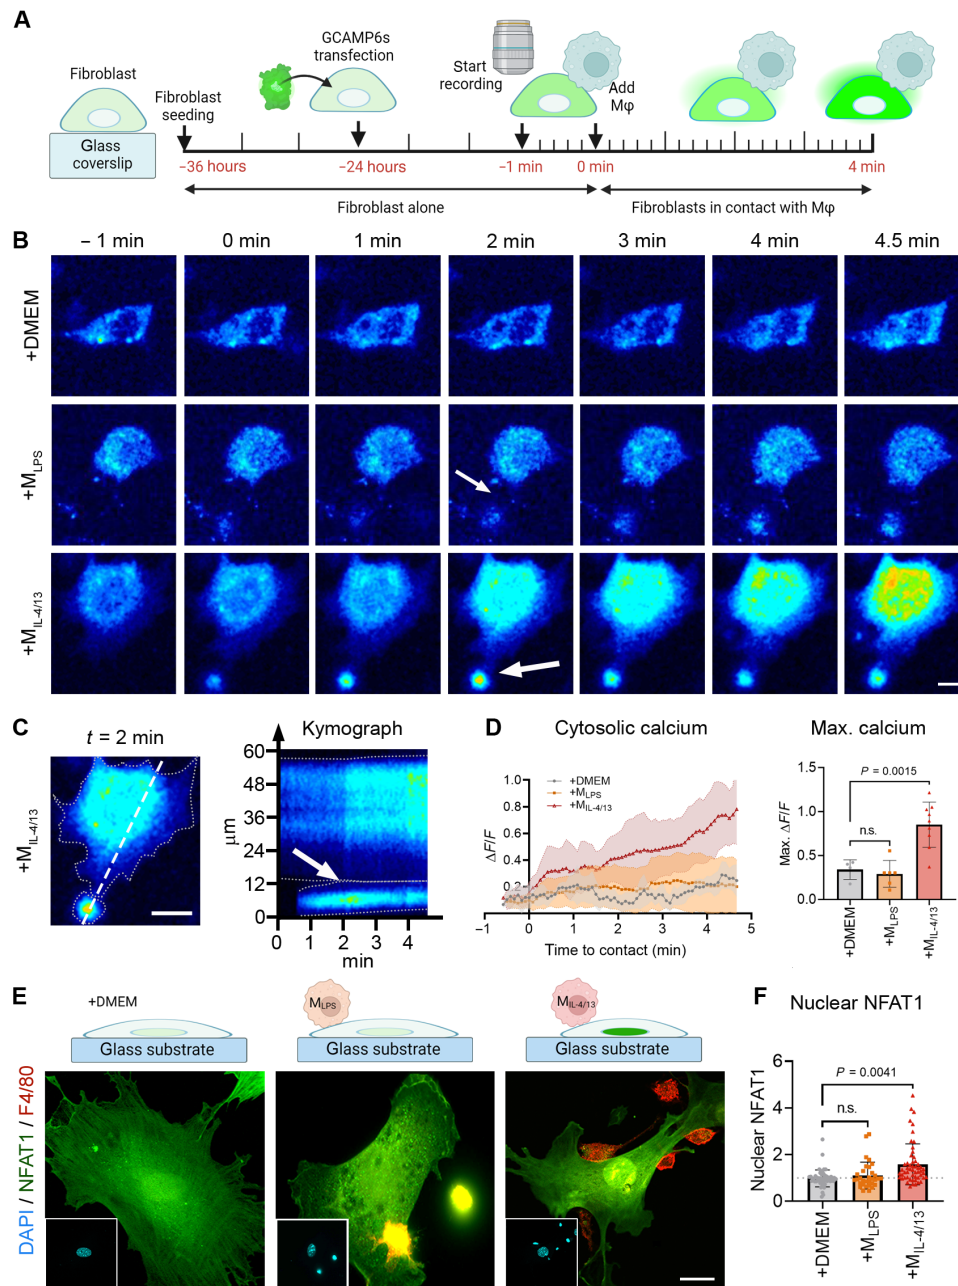 A
GCAMP6s
transfection
Fibroblast
Start
recording
Fibroblast
seeding
Add
Mφ
Glass
coverslip
−36 hours
−24 hours
−1 min
0 min
4 min
Fibroblast alone
Fibroblasts in contact with Mφ
B
− 1 min
0 min
1 min
2 min
3 min
4 min
4.5 min
+DMEM
+MLPS
+MIL-4/13
C
t = 2 min
+MIL-4/13
Kymograph
μm
60
48
36
24
12
0
0
1
2
3
4
min
D
Cytosolic calcium
+DMEM
+MLPS
+MIL-4/13
ΔF/F
1.0
0.8
0.6
0.4
0.2
−1
0
1
2
3
4
5
Time to contact (min)
Max. calcium
P = 0.0015
n.s.
Max. ΔF/F
1.5
1.0
0.5
0.0
+DMEM
+MLPS
+MIL-4/13
E
+DMEM
MLPS
MIL-4/13
Glass substrate
Glass substrate
Glass substrate
DAPI / NFAT1 / F4/80
F
Nuclear NFAT1
P = 0.0041
n.s.
Nuclear NFAT1
6
4
2
0
+DMEM
+MLPS
+MIL-4/13